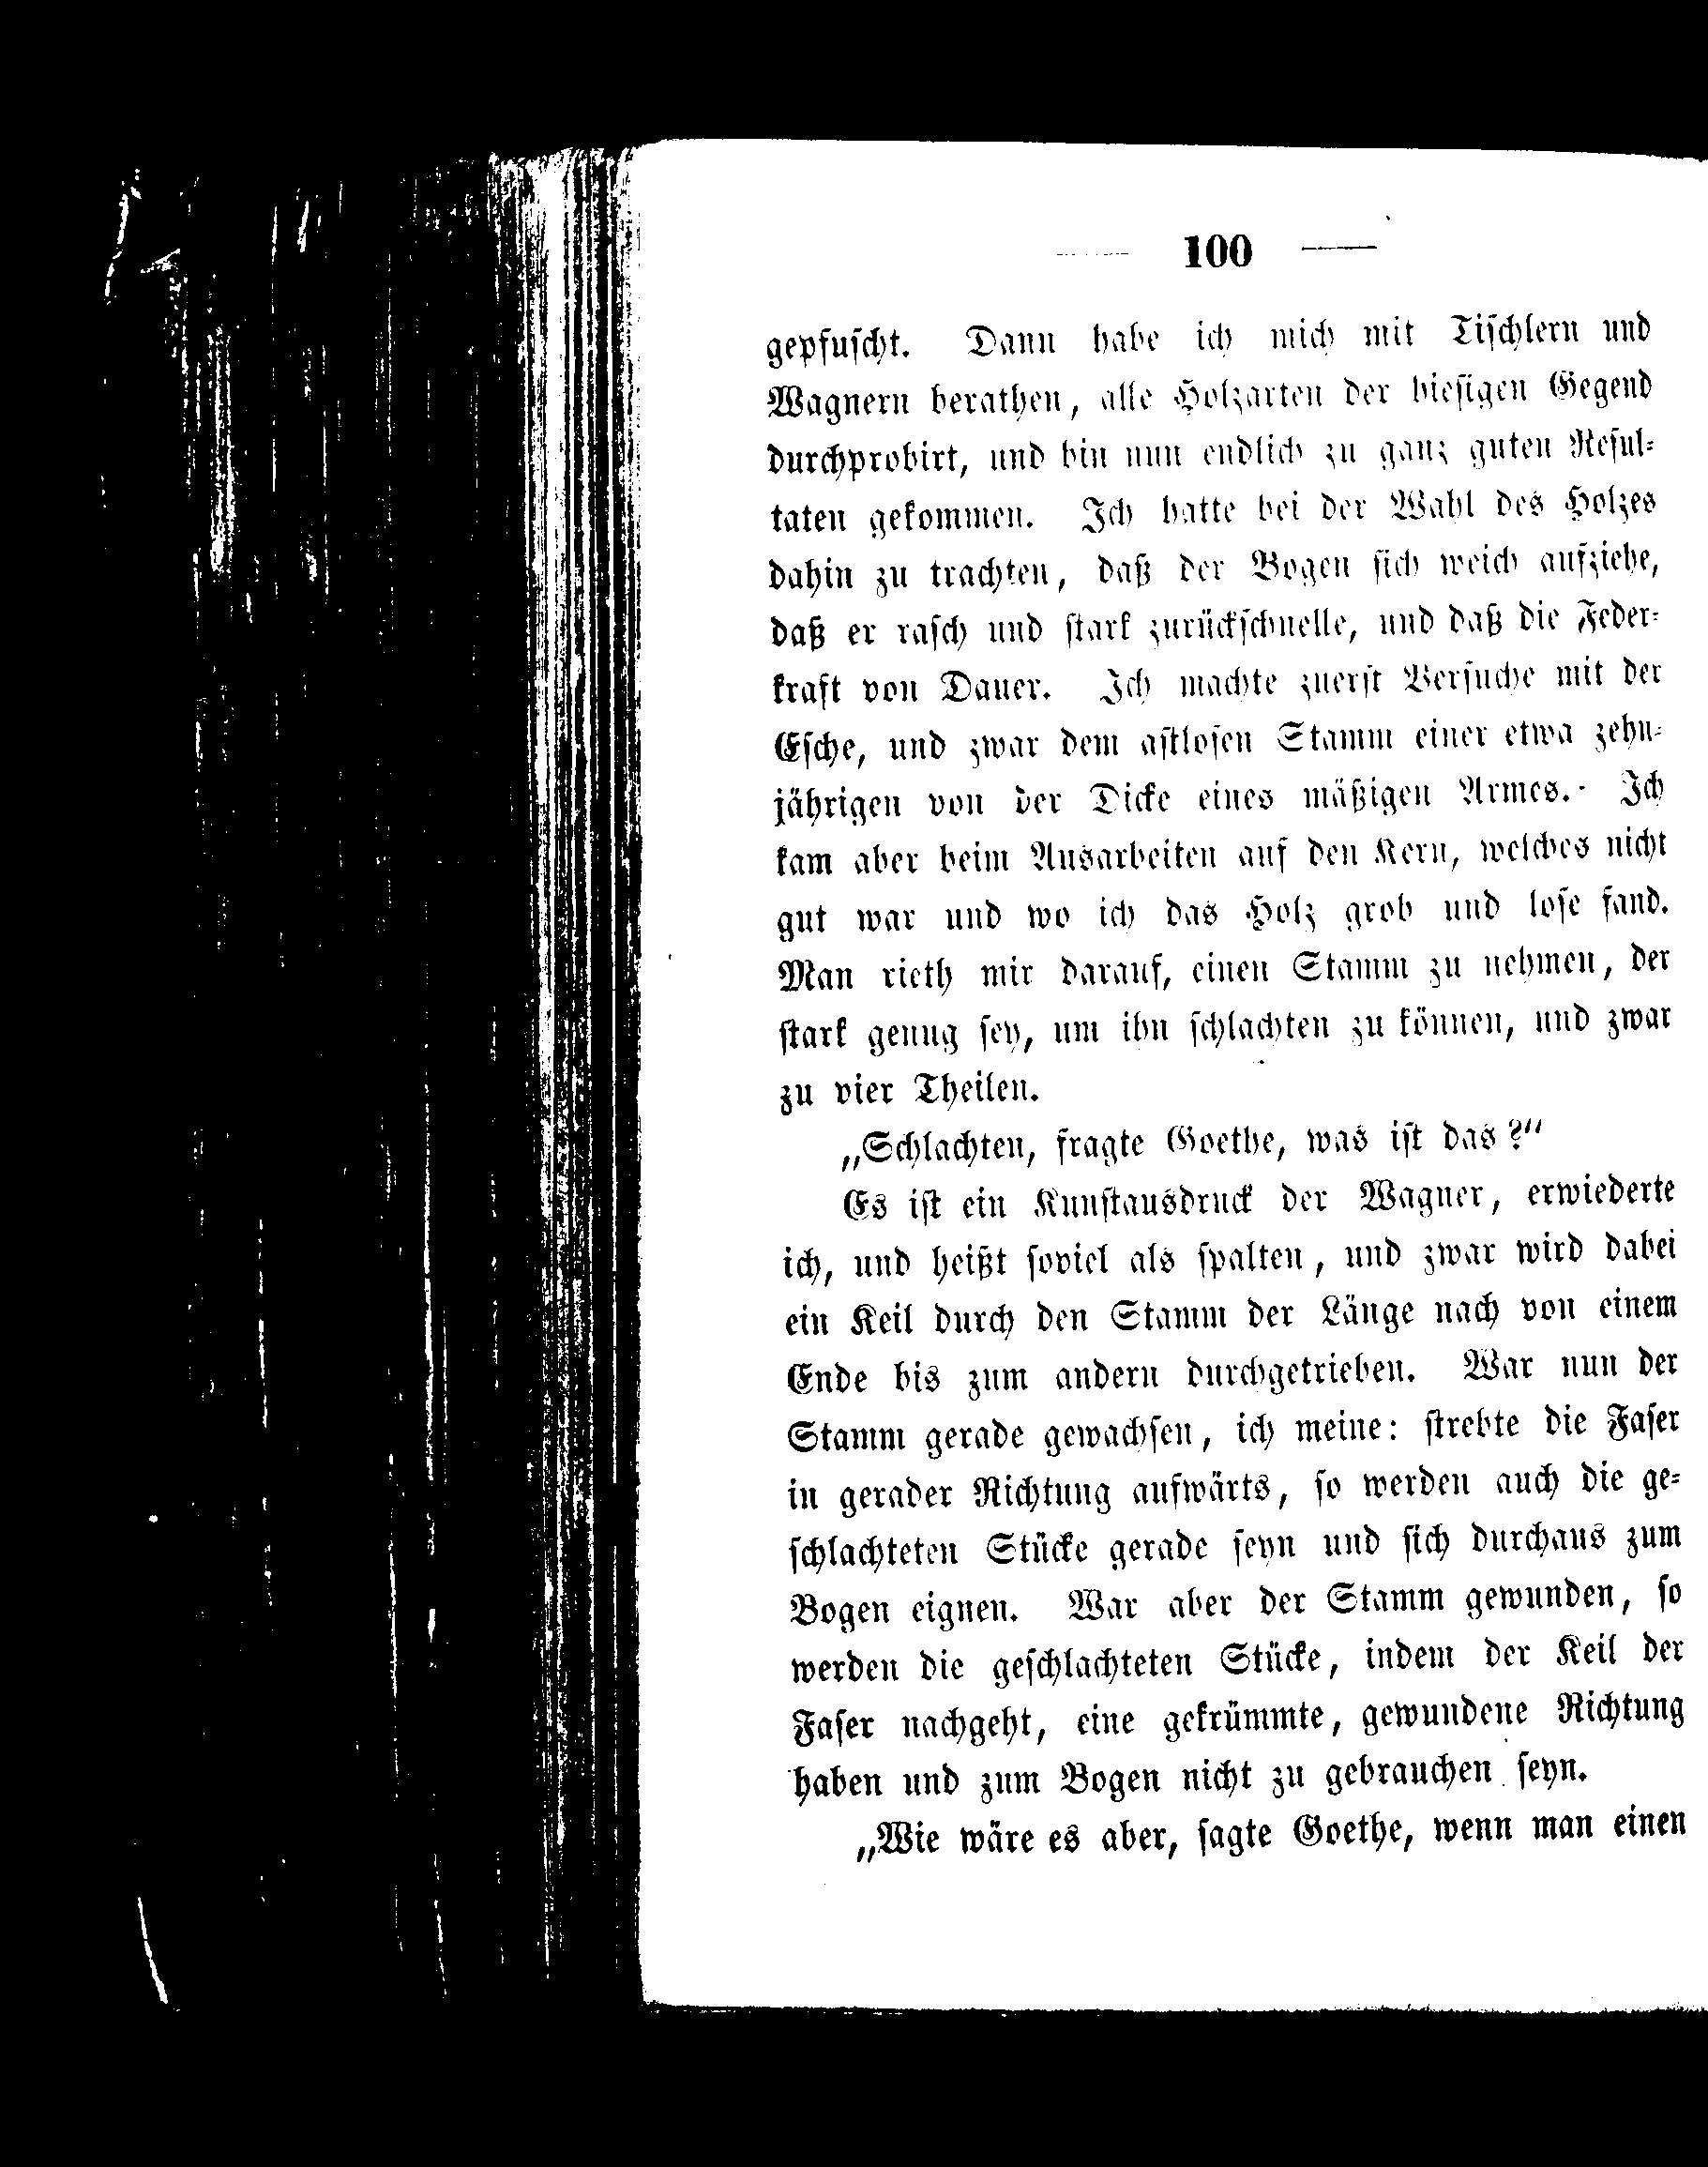 — 100 —
gepfuſcht. Dann habe ich mich mit Tiſchlern und
Wagnern berathen, alle Holzarten der hieſigen Gegend
durchprobirt, und bin nun endlich zu ganz guten Reſul-
taten gekommen. Ich hatte bei der Wahl des Holzes
dahin zu trachten, daß der Bogen ſich weich aufziehe,
daß er raſch und ſtark zurückſchnelle, und daß die Feder-
kraft von Dauer. Ich machte zuerſt Verſuche mit der
Eſche, und zwar dem aſtloſen Stamm einer etwa zehn-
jährigen von der Dicke eines mäßigen Armes. Ich
kam aber beim Ausarbeiten auf den Kern, welches nicht
gut war und wo ich das Holz grob und loſe fand.
Man rieth mir darauf, einen Stamm zu nehmen, der
ſtark genug ſey, um ihn ſchlachten zu können, und zwar
zu vier Theilen.
„Schlachten, fragte Goethe, was iſt das?“
Es iſt ein Kunſtausdruck der Wagner, erwiederte
ich, und heißt ſoviel als ſpalten, und zwar wird dabei
ein Keil durch den Stamm der Länge nach von einem
Ende bis zum andern durchgetrieben. War nun der
Stamm gerade gewachſen, ich meine: ſtrebte die Faſer
in gerader Richtung aufwärts, ſo werden auch die ge-
ſchlachteten Stücke gerade ſeyn und ſich durchaus zum
Bogen eignen. War aber der Stamm gewunden, ſo
werden die geſchlachteten Stücke, indem der Keil der
Faſer nachgeht, eine gekrümmte, gewundene Richtung
haben und zum Bogen nicht zu gebrauchen ſeyn.
„Wie wäre es aber, ſagte Goethe, wenn man einen